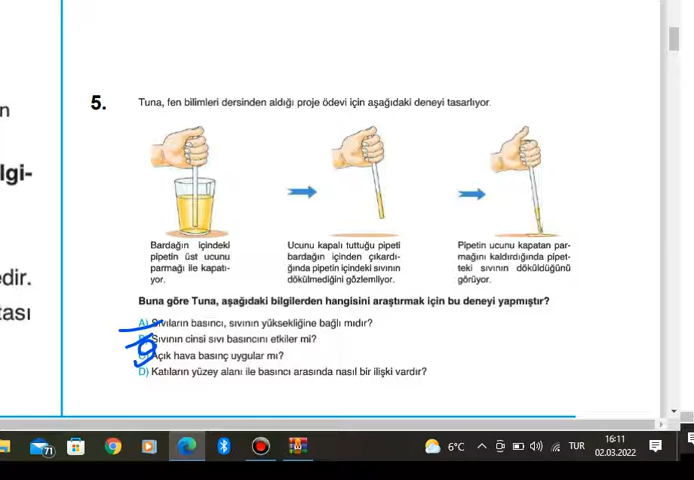 n
lgi-
edir.
tası
5.
Tuna, fen bilimleri dersinden aldığı proje ödevi için aşağıdaki deneyi tasarlıyor.
Bardağın içindeki
pipetin üst ucunu
parmağı ile kapatı-
yor.
Ucunu kapalı tuttuğu pipeti
bardağın içinden çıkardı-
ğında pipetin içindeki sıvının
dökülmediğini gözlemliyor.
Pipetin ucunu kapatan par-
mağını kaldırdığında pipet-
teki sıvının döküldüğünü
görüyor.
Buna göre Tuna, aşağıdaki bilgilerden hangisini araştırmak için bu deneyi yapmıştır?
A) Sıvıların basıncı, sıvının yüksekliğine bağlı mıdır?
Sıvının cinsi sıvı basıncını etkiler mi?
Açık hava basınç uygular mı?
D) Katıların yüzey alanı ile basıncı arasında nasıl bir ilişki vardır?
71
6°C
TUR
16:11
02.03.2022